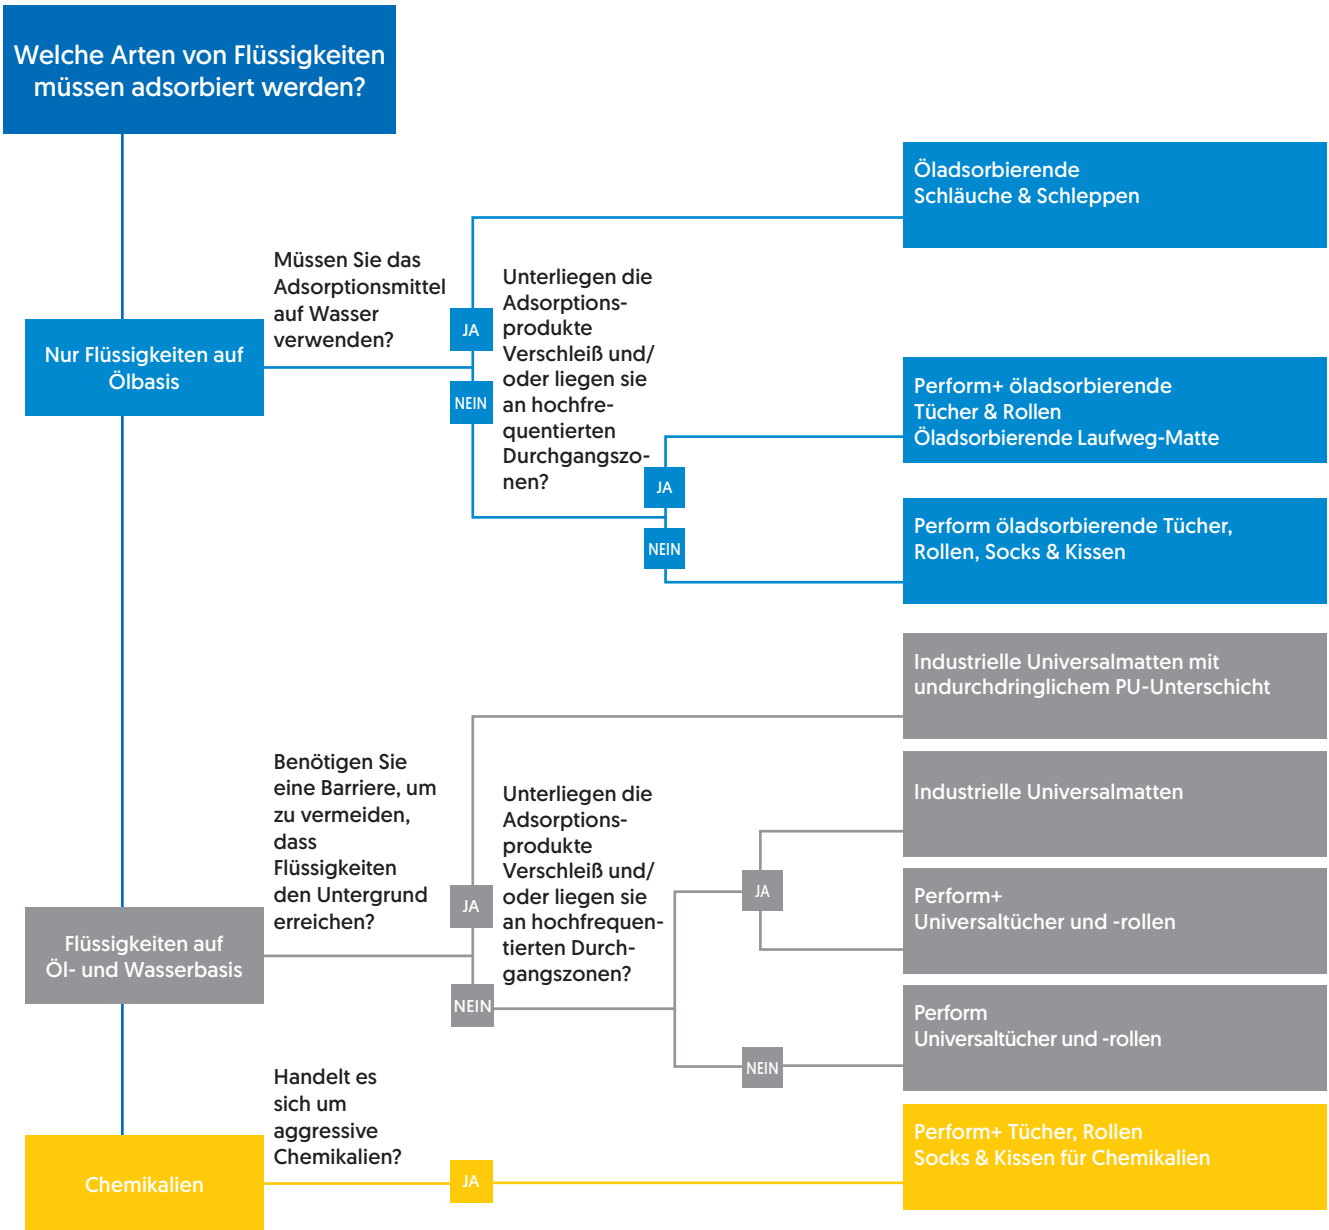 Welche Arten von Flüssigkeiten
müssen adsorbiert werden?
Nur Flüssigkeiten auf
Ölbasis
Müssen Sie das
Adsorptionsmittel
auf Wasser
verwenden?
JA
NEIN
Unterliegen die
Adsorptions-
produkte
Verschleiß und/
oder liegen sie
an hochfre-
quentierten
Durchgangszo-
nen?
JA
NEIN
Öladsorbierende
Schläuche & Schleppen
Perform+ öladsorbierende
Tücher & Rollen
Öladsorbierende Laufweg-Matte
Perform öladsorbierende Tücher,
Rollen, Socks & Kissen
Flüssigkeiten auf
Öl- und Wasserbasis
Benötigen Sie
eine Barriere, um
zu vermeiden,
dass
Flüssigkeiten
den Untergrund
erreichen?
JA
NEIN
Unterliegen die
Adsorptions-
produkte
Verschleiß und/
oder liegen sie
an hochfrequen-
tierten Durch-
gangszonen?
JA
NEIN
Industrielle Universalmatten mit
undurchdringlichem PU-Unterschicht
Industrielle Universalmatten
Perform+
Universaltücher und -rollen
Perform
Universaltücher und -rollen
Chemikalien
Handelt es
sich um
aggressive
Chemikalien?
JA
Perform+ Tücher, Rollen
Socks & Kissen für Chemikalien